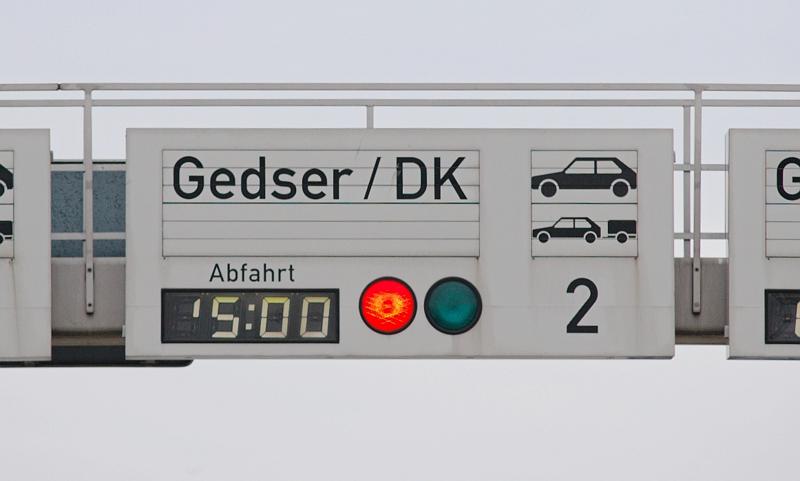 Gedser / DK
Abfahrt
15:00
2